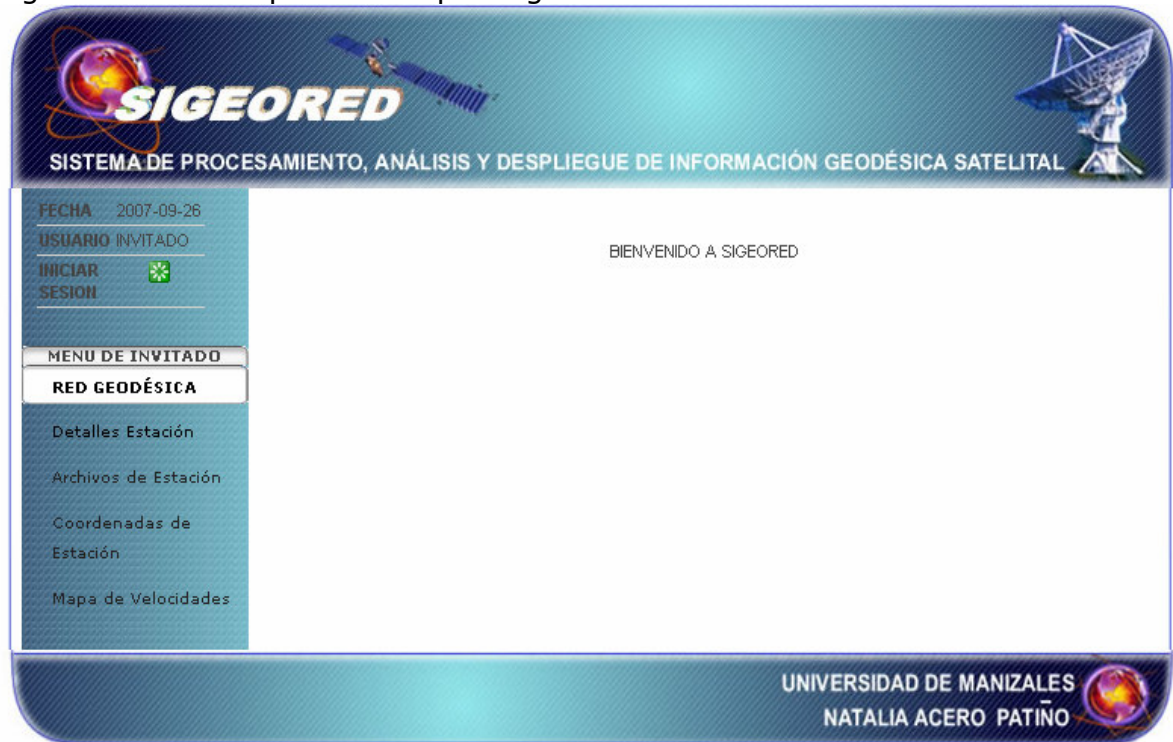 SIGEORED
SISTEMA DE PROCESAMIENTO, ANÁLISIS Y DESPLIEGUE DE INFORMACIÓN GEODÉSICA SATELITAL
FECHA 2007-09-26
USUARIO INVITADO
INICIAR
SESION
BIENVENIDO A SIGEORED
MENU DE INVITADO
RED GEODÉSICA
Detalles Estación
Archivos de Estación
Coordenadas de
Estación
Mapa de Velocidades
UNIVERSIDAD DE MANIZALES
NATALIA ACERO PATIÑO